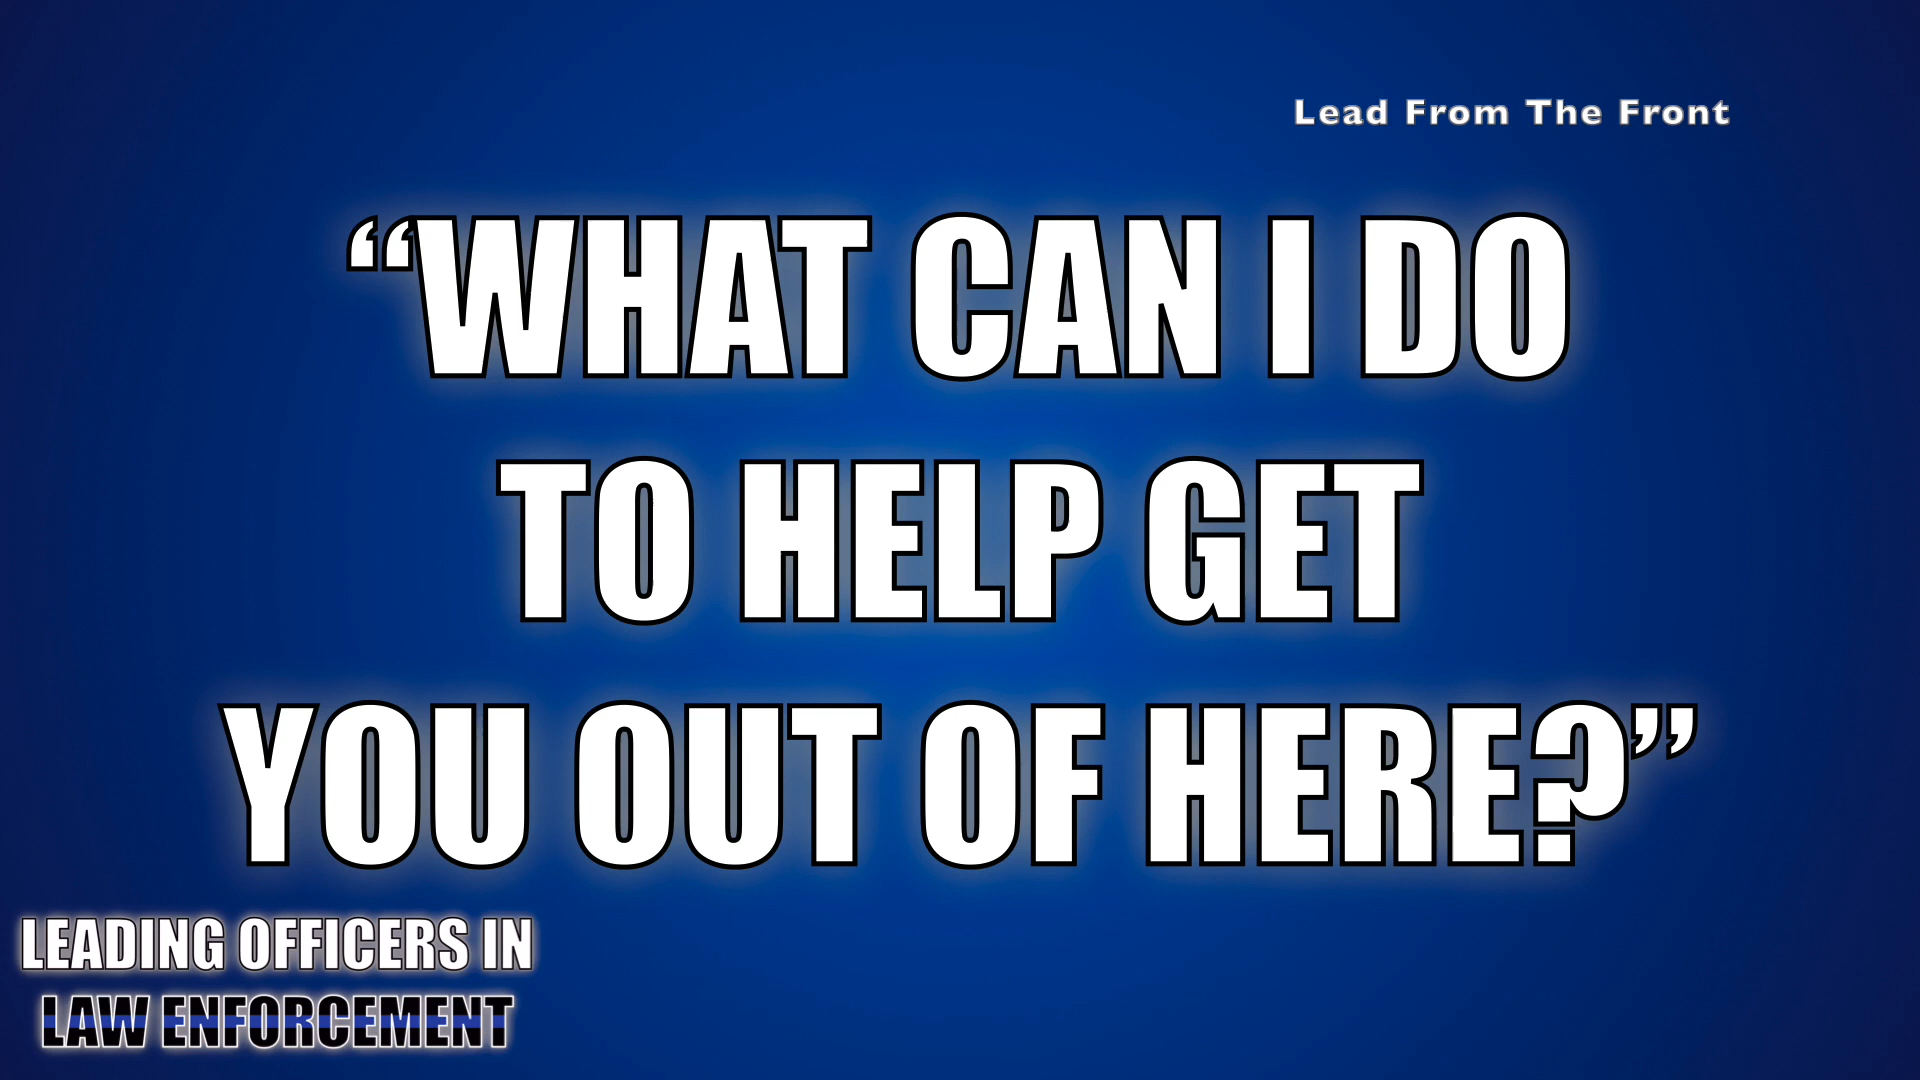 Lead From The Front
“WHAT CAN I DO
TO HELP GET
YOU OUT OF HERE?”
LEADING OFFICERS IN
LAW ENFORCEMENT